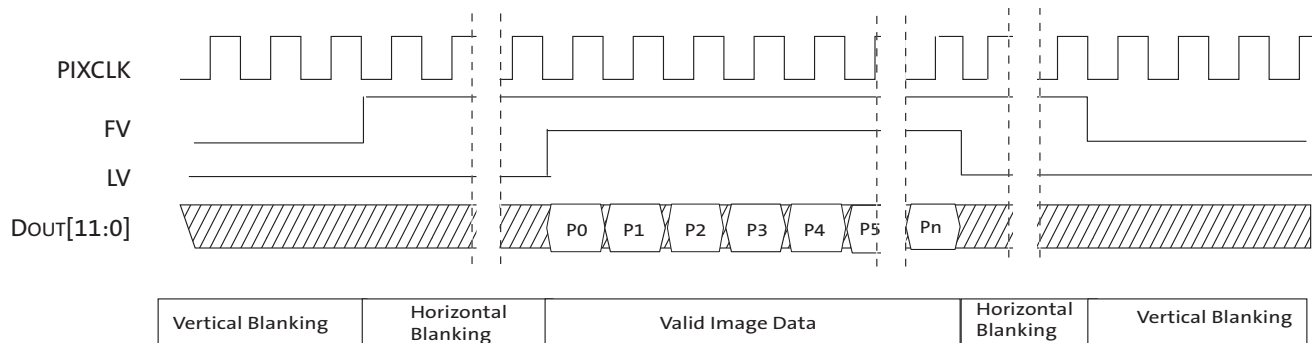 PIXCLK
FV
LV
DOUT[11:0]
P0 P1 P2 P3 P4 P5 Pn
Vertical Blanking
Horizontal
Blanking
Valid Image Data
Horizontal
Blanking
Vertical Blanking